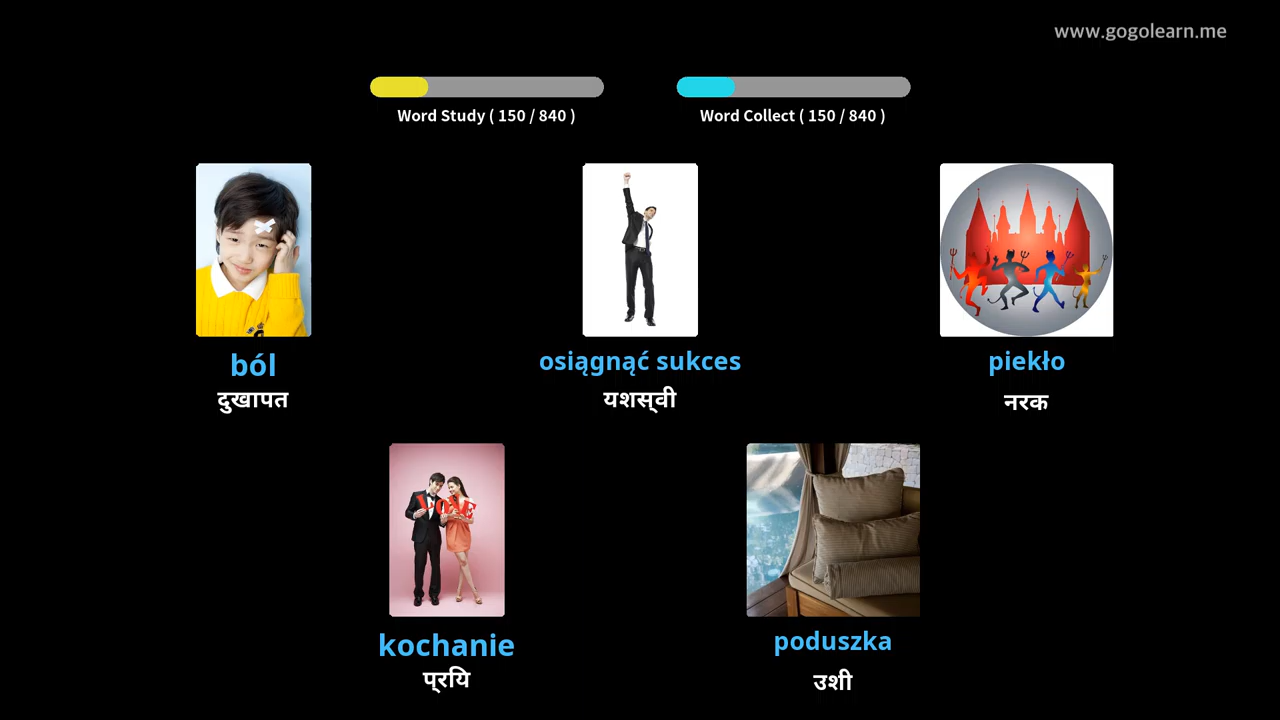 www.gogolearn.me
Word Study ( 150 / 840 )
Word Collect ( 150 / 840 )
ból
दुखापत
osiągnąć sukces
यशस्वी
piekło
नरक
kochanie
प्रिय
poduszka
उशी